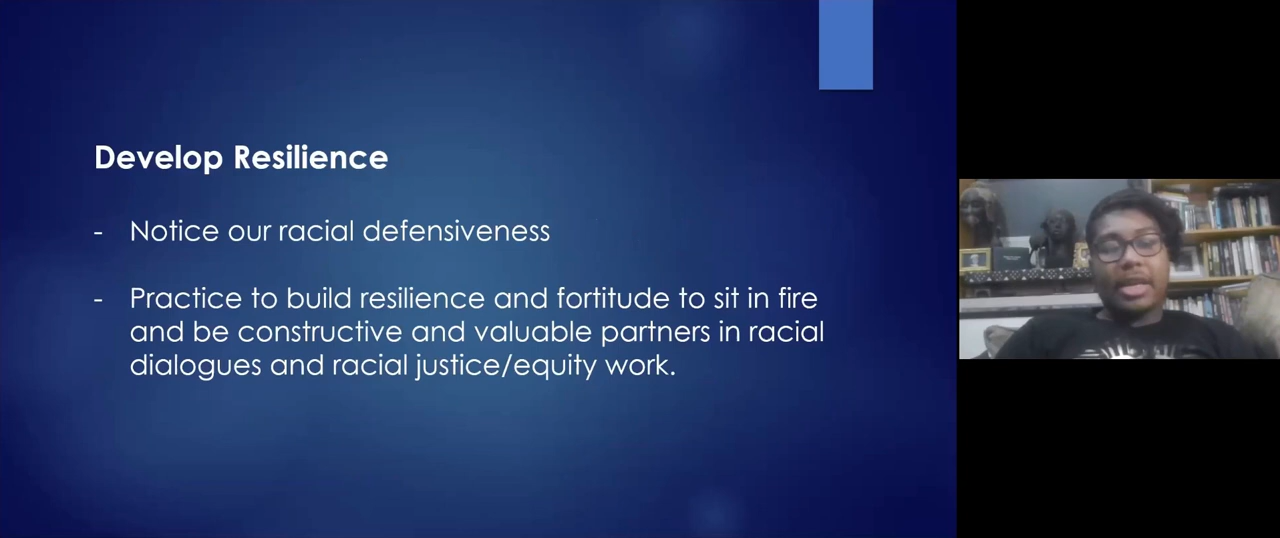 Develop Resilience
- Notice our racial defensiveness
- Practice to build resilience and fortitude to sit in fire
and be constructive and valuable partners in racial
dialogues and racial justice/equity work.